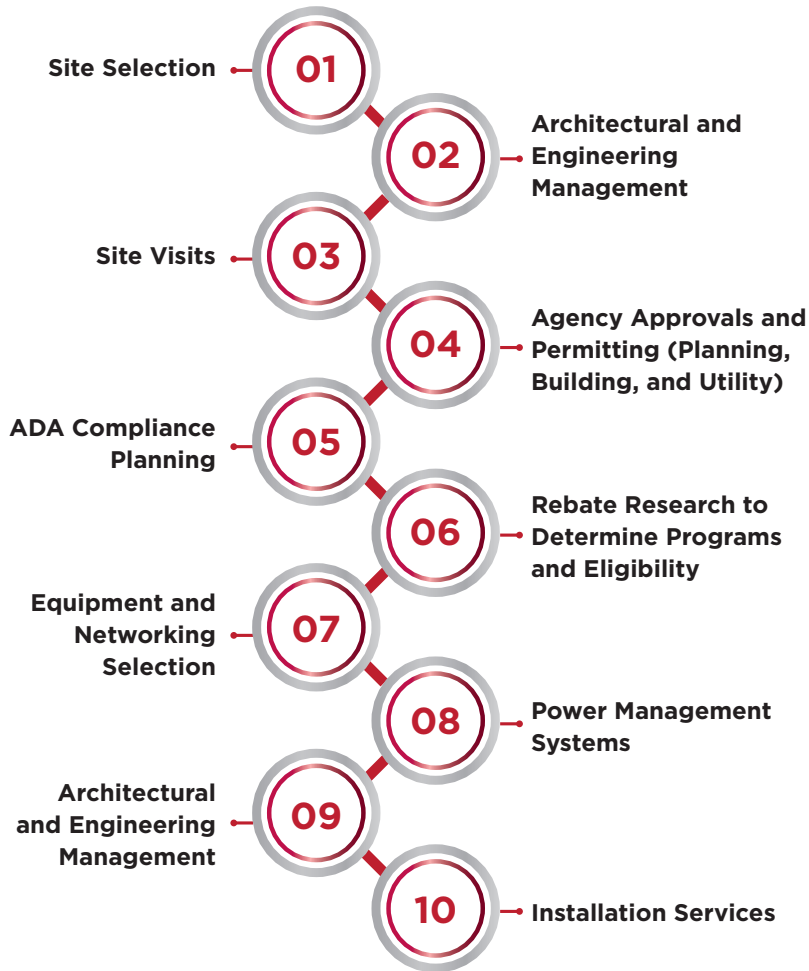 01
Site Selection
02
Architectural and
Engineering
Management
03
Site Visits
04
Agency Approvals and
Permitting (Planning,
Building, and Utility)
05
ADA Compliance
Planning
06
Rebate Research to
Determine Programs
and Eligibility
07
Equipment and
Networking
Selection
08
Power Management
Systems
09
Architectural
and Engineering
Management
10
Installation Services